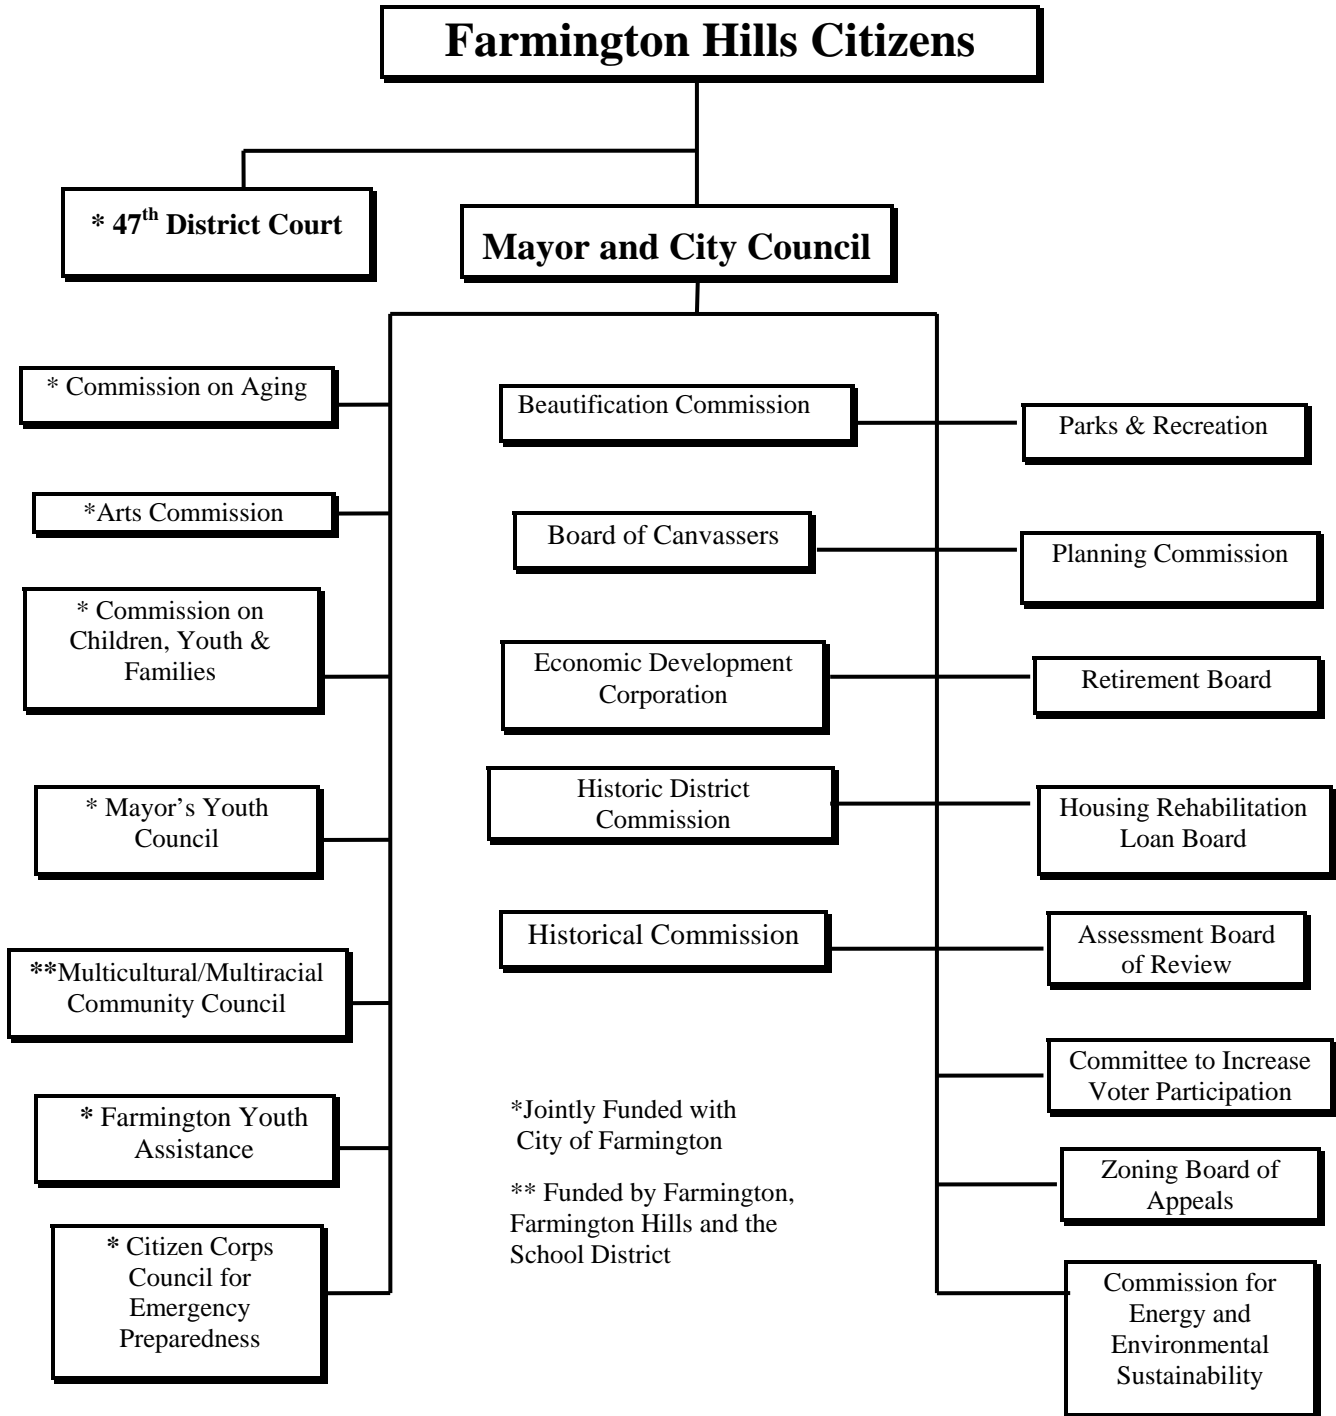 Farmington Hills Citizens
* 47th District Court
Mayor and City Council
* Commission on Aging
*Arts Commission
* Commission on
Children, Youth &
Families
* Mayor’s Youth
Council
**Multicultural/Multiracial
Community Council
* Farmington Youth
Assistance
* Citizen Corps
Council for
Emergency
Preparedness
Beautification Commission
Board of Canvassers
Economic Development
Corporation
Historic District
Commission
Historical Commission
*Jointly Funded with
City of Farmington
** Funded by Farmington,
Farmington Hills and the
School District
Parks & Recreation
Planning Commission
Retirement Board
Housing Rehabilitation
Loan Board
Assessment Board
of Review
Committee to Increase
Voter Participation
Zoning Board of
Appeals
Commission for
Energy and
Environmental
Sustainability